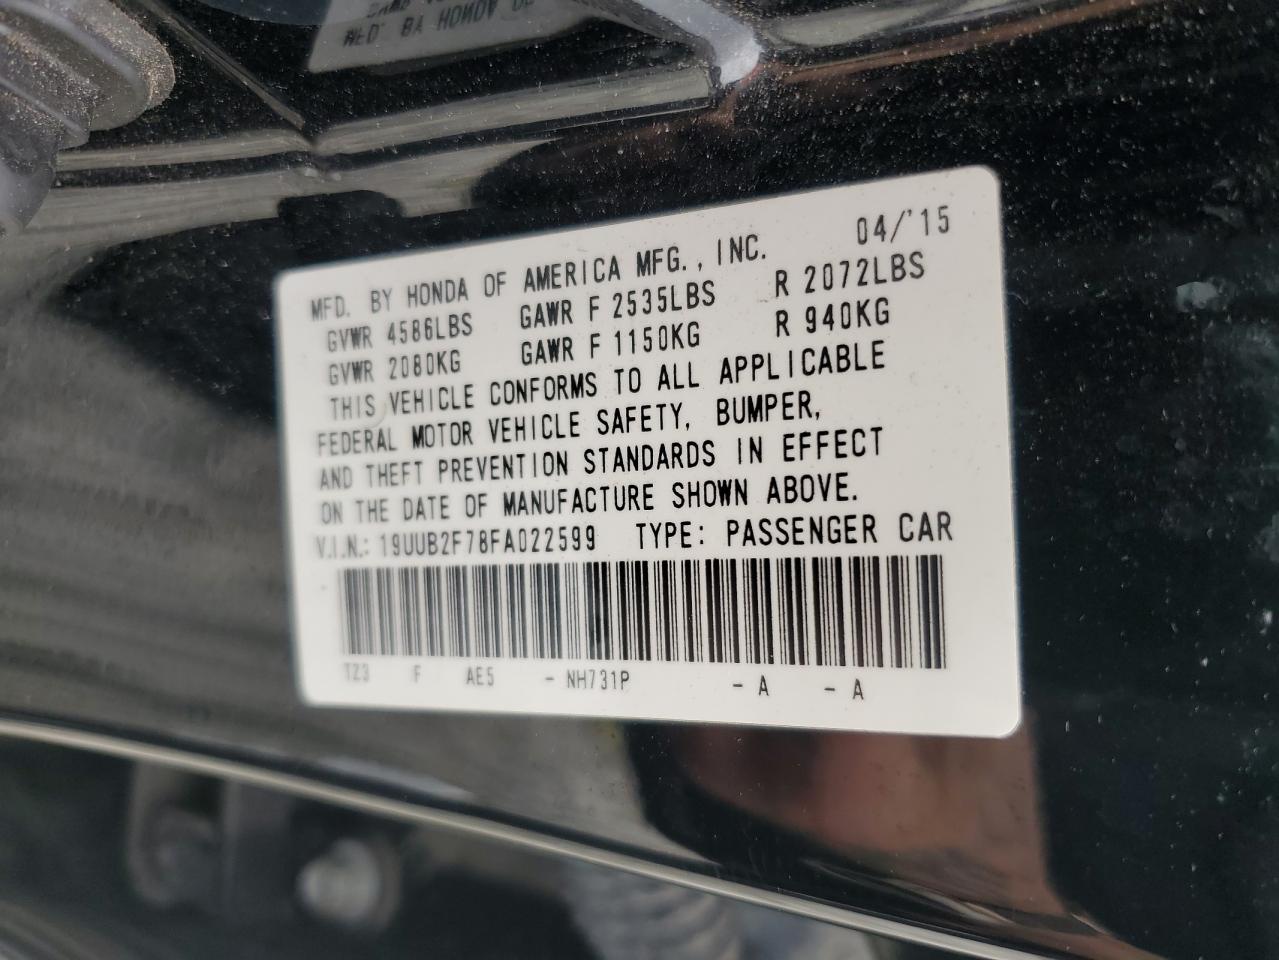 MFD. BY HONDA OF AMERICA MFG., INC. 04/'15
GVWR 4586LBS GAWR F 2535LBS R 2072LBS
GVWR 2080KG GAWR F 1150KG R 940KG
THIS VEHICLE CONFORMS TO ALL APPLICABLE
FEDERAL MOTOR VEHICLE SAFETY, BUMPER,
AND THEFT PREVENTION STANDARDS IN EFFECT
ON THE DATE OF MANUFACTURE SHOWN ABOVE.
V.I.N.: 19UUB2F78FA022599 TYPE: PASSENGER CAR
TZ3 F AE5 - NH731P - A - A